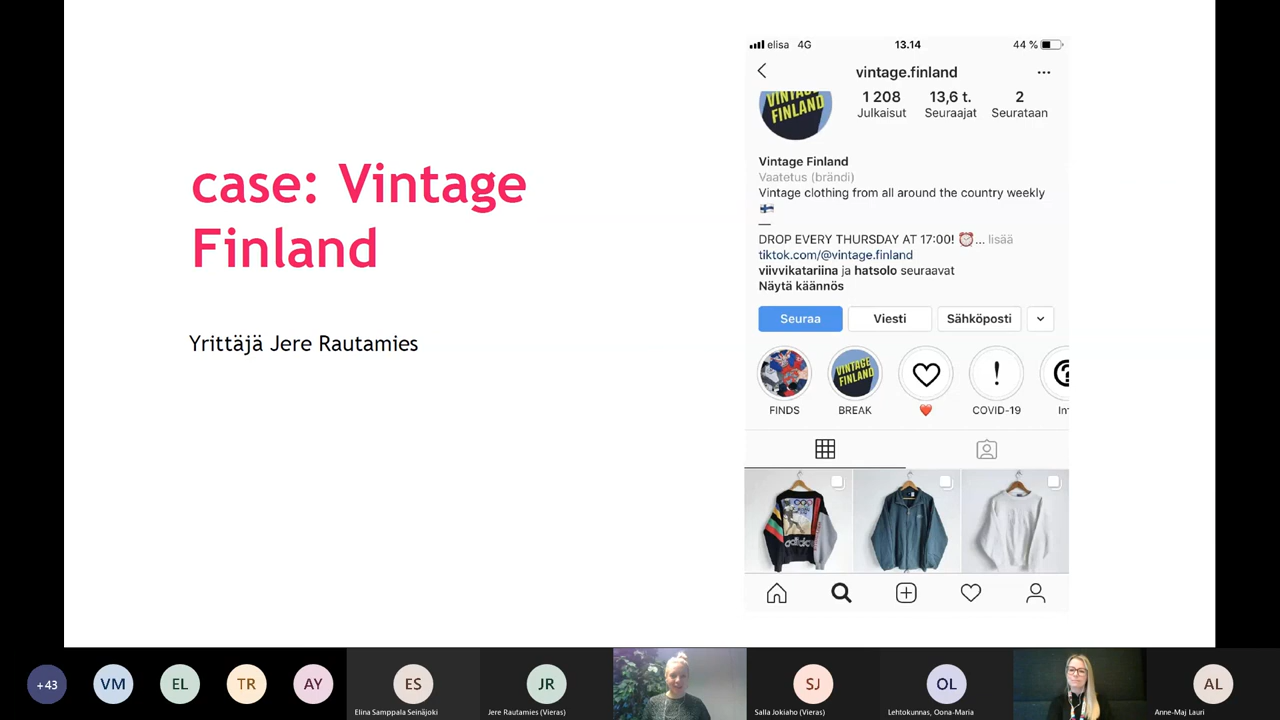 case: Vintage
Finland
Yrittäjä Jere Rautamies
elisa 4G 13.14 44 %
vintage.finland
VINTAGE
FINLAND
1 208 13,6 t. 2
Julkaisut Seuraajat Seurataan
Vintage Finland
Vaatetus (brändi)
Vintage clothing from all around the country weekly
—
DROP EVERY THURSDAY AT 17:00! ... lisää
tiktok.com/@vintage.finland
viivvikatariina ja hatsolo seuraavat
Näytä käännös
Seuraa Viesti Sähköposti
VINTAGE
FINLAND
FINDS BREAK COVID-19
adidas
+43 VM EL TR AY ES JR SJ OL AL
Elina Samppala Seinäjoki Jere Rautamies (Vieras) Salla Jokiaho (Vieras) Lehtokunnas, Oona-Maria Anne-Maj Lauri